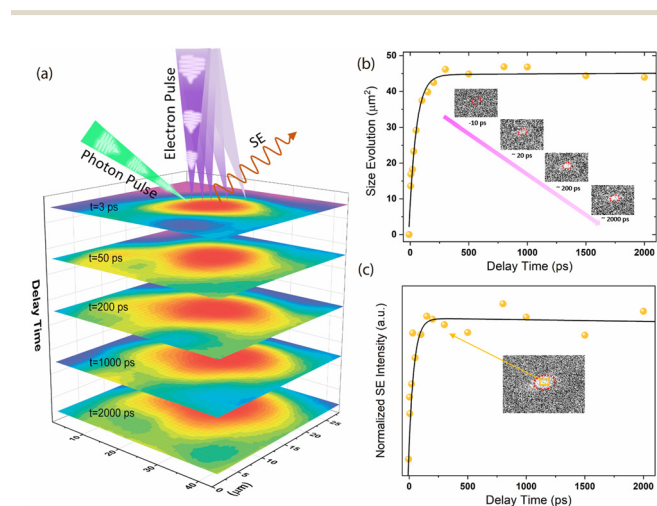 (a)
Electron Pulse
Photon Pulse
SE
t=3 ps
t=50 ps
t=200 ps
t=1000 ps
t=2000 ps
Delay Time
10
20
30
40
0
5
10
15
20
25
(μm)
(b)
Size Evolution (μm²)
50
40
30
20
10
0
-10 ps
~ 20 ps
~ 200 ps
~ 2000 ps
0 500 1000 1500 2000
Delay Time (ps)
(c)
Normalized SE Intensity (a.u.)
0 500 1000 1500 2000
Delay Time (ps)